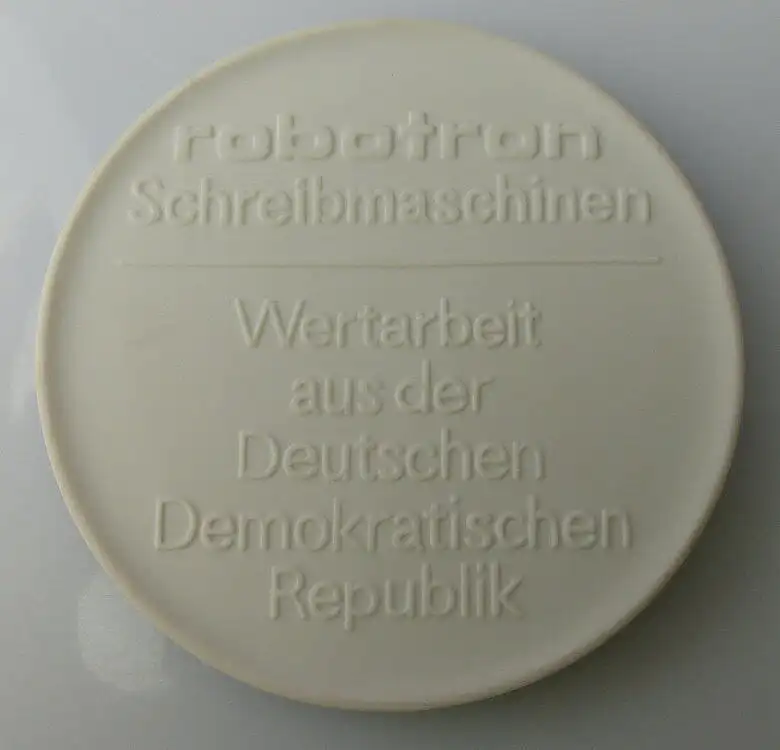 robotron
Schreibmaschinen
Wertarbeit
aus der
Deutschen
Demokratischen
Republik